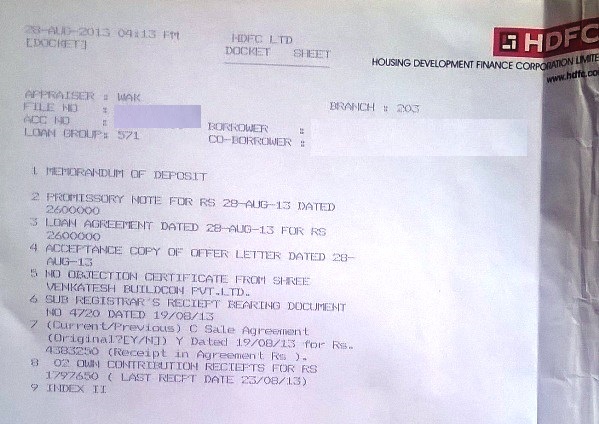 28-AUG-2013 04:13 PM
[DOCKET]
HDFC LTD
DOCKET SHEET
HDFC
HOUSING DEVELOPMENT FINANCE CORPORATION LIMITE
www.hdfc.co
APPRAISER : WAK
FILE NO :
BRANCH : 203
ACC NO :
LOAN GROUP: 571
BORROWER :
CO-BORROWER :
1 MEMORANDUM OF DEPOSIT
2 PROMISSORY NOTE FOR RS 28-AUG-13 DATED
2600000
3 LOAN AGREEMENT DATED 28-AUG-13 FOR RS
2600000
4 ACCEPTANCE COPY OF OFFER LETTER DATED 28-
AUG-13
5 NO OBJECTION CERTIFICATE FROM SHREE
VENKATESH BUILDCON PVT.LTD.
6 SUB REGISTRAR'S RECIEPT BEARING DOCUMENT
NO 4720 DATED 19/08/13
7 (Current/Previous) C Sale Agreement
(Original?[Y/N]) Y Dated 19/08/13 for Rs.
4383250 (Receipt in Agreement Rs ).
8 02 OWN CONTRIBUTION RECIEPTS FOR RS
1797650 ( LAST RECPT DATE 23/08/13)
9 INDEX II